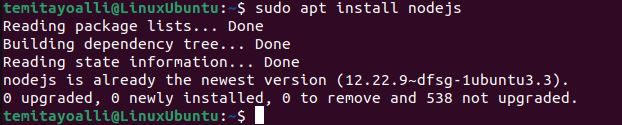 temitayoalli@LinuxUbuntu:~$ sudo apt install nodejs
Reading package lists... Done
Building dependency tree... Done
Reading state information... Done
nodejs is already the newest version (12.22.9~dfsg-1ubuntu3.3).
0 upgraded, 0 newly installed, 0 to remove and 538 not upgraded.
temitayoalli@LinuxUbuntu:~$